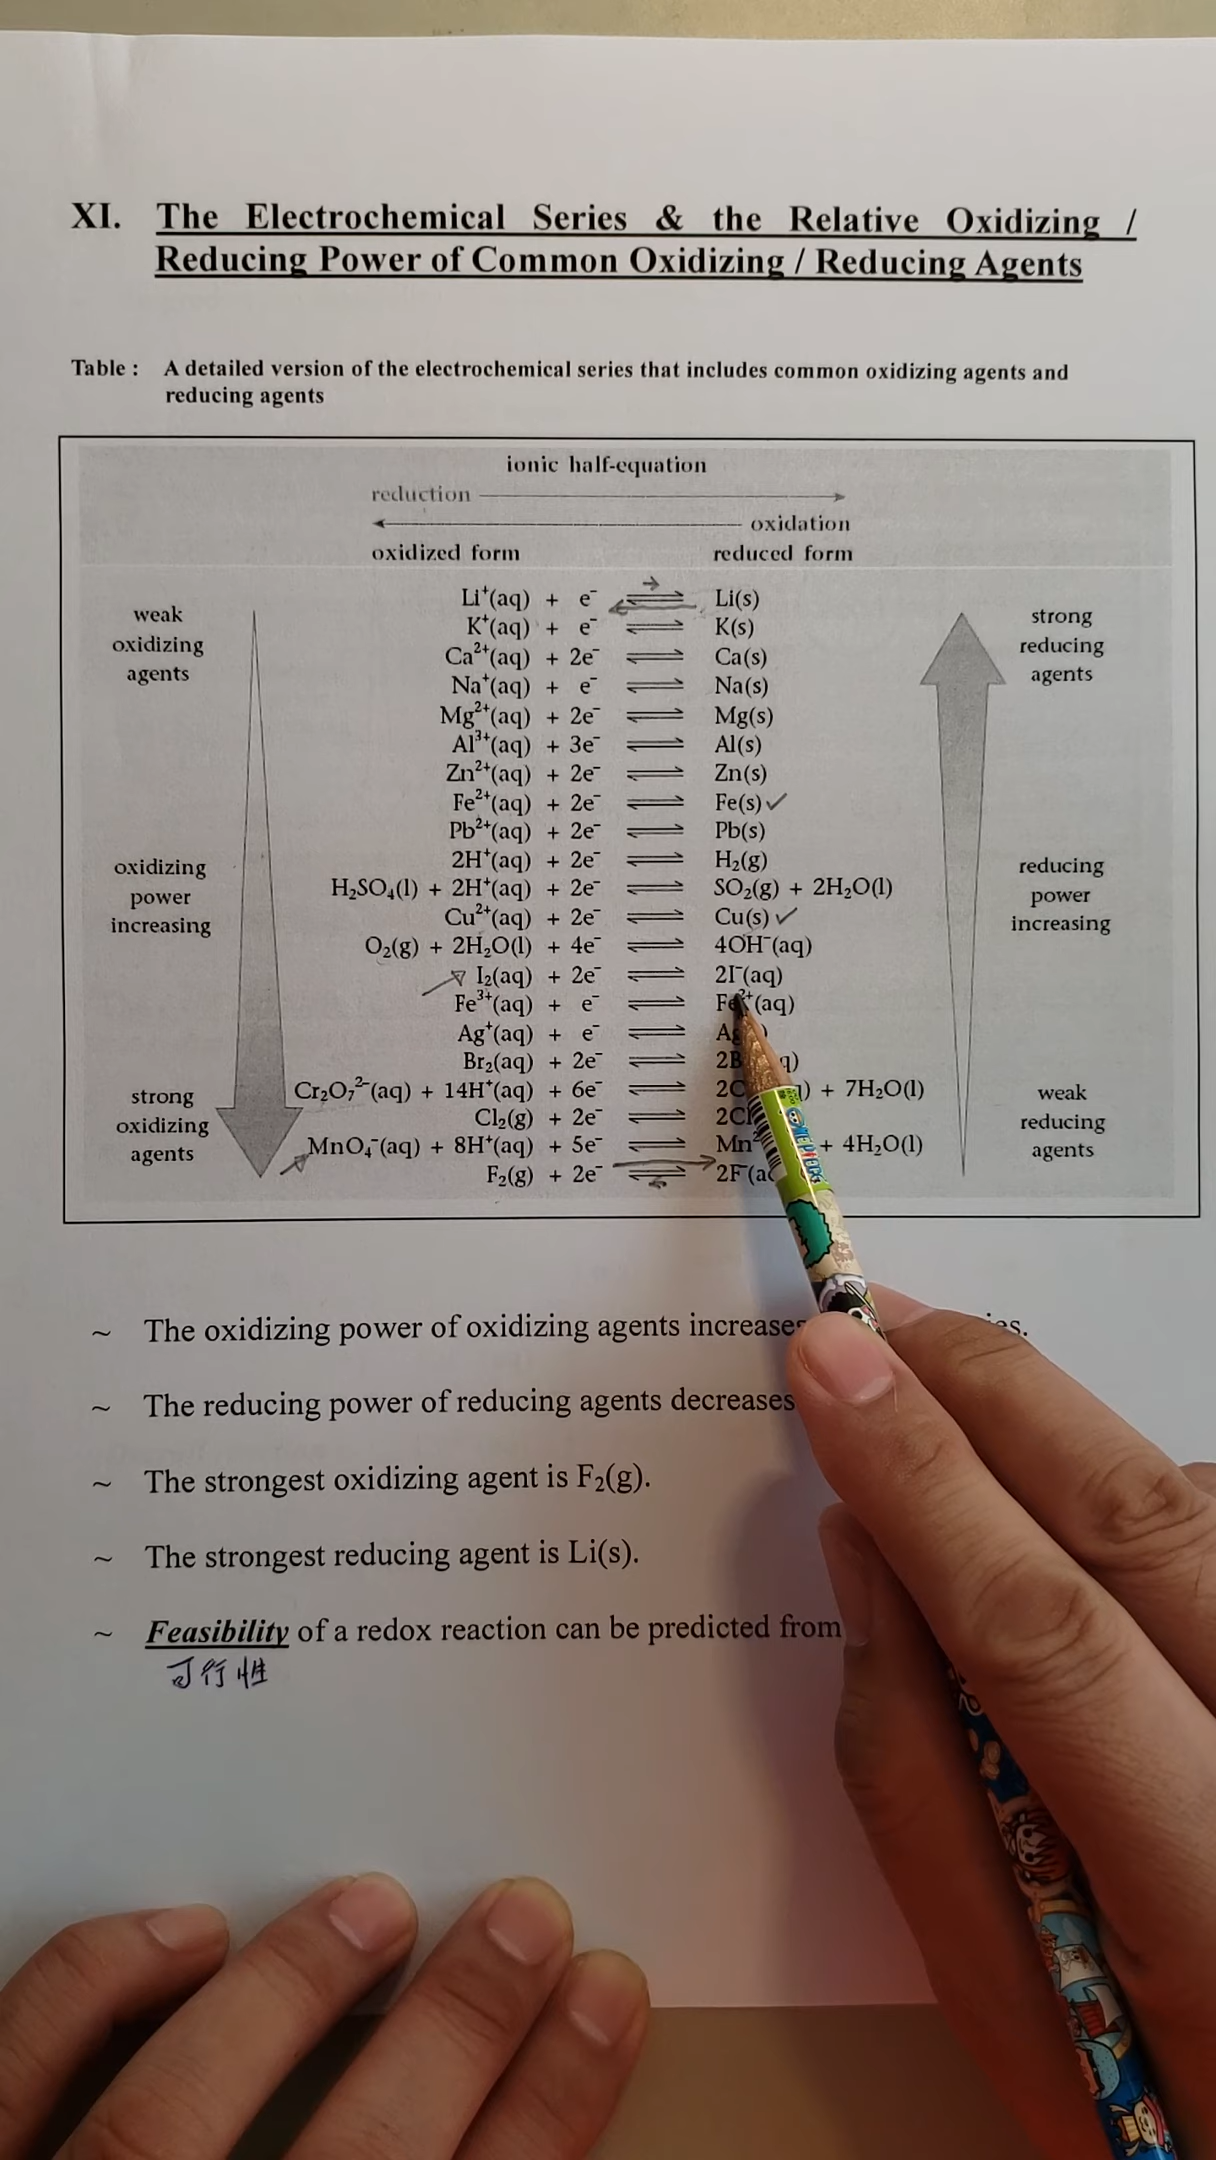 XI. The Electrochemical Series & the Relative Oxidizing /
Reducing Power of Common Oxidizing / Reducing Agents
Table : A detailed version of the electrochemical series that includes common oxidizing agents and
reducing agents
ionic half-equation
reduction
oxidation
oxidized form reduced form
weak
oxidizing
agents
oxidizing
power
increasing
strong
oxidizing
agents
Li⁺(aq) + e⁻ ⇌ Li(s)
K⁺(aq) + e⁻ ⇌ K(s)
Ca²⁺(aq) + 2e⁻ ⇌ Ca(s)
Na⁺(aq) + e⁻ ⇌ Na(s)
Mg²⁺(aq) + 2e⁻ ⇌ Mg(s)
Al³⁺(aq) + 3e⁻ ⇌ Al(s)
Zn²⁺(aq) + 2e⁻ ⇌ Zn(s)
Fe²⁺(aq) + 2e⁻ ⇌ Fe(s) ✓
Pb²⁺(aq) + 2e⁻ ⇌ Pb(s)
2H⁺(aq) + 2e⁻ ⇌ H₂(g)
H₂SO₄(l) + 2H⁺(aq) + 2e⁻ ⇌ SO₂(g) + 2H₂O(l)
Cu²⁺(aq) + 2e⁻ ⇌ Cu(s) ✓
O₂(g) + 2H₂O(l) + 4e⁻ ⇌ 4OH⁻(aq)
I₂(aq) + 2e⁻ ⇌ 2I⁻(aq)
Fe³⁺(aq) + e⁻ ⇌ Fe²⁺(aq)
Ag⁺(aq) + e⁻ ⇌
Br₂(aq) + 2e⁻ ⇌
Cr₂O₇²⁻(aq) + 14H⁺(aq) + 6e⁻ ⇌ + 7H₂O(l)
Cl₂(g) + 2e⁻ ⇌
MnO₄⁻(aq) + 8H⁺(aq) + 5e⁻ ⇌ + 4H₂O(l)
F₂(g) + 2e⁻ ⇌
strong
reducing
agents
reducing
power
increasing
weak
reducing
agents
~ The oxidizing power of oxidizing agents increases
~ The reducing power of reducing agents decreases
~ The strongest oxidizing agent is F₂(g).
~ The strongest reducing agent is Li(s).
~ Feasibility of a redox reaction can be predicted from
可行性